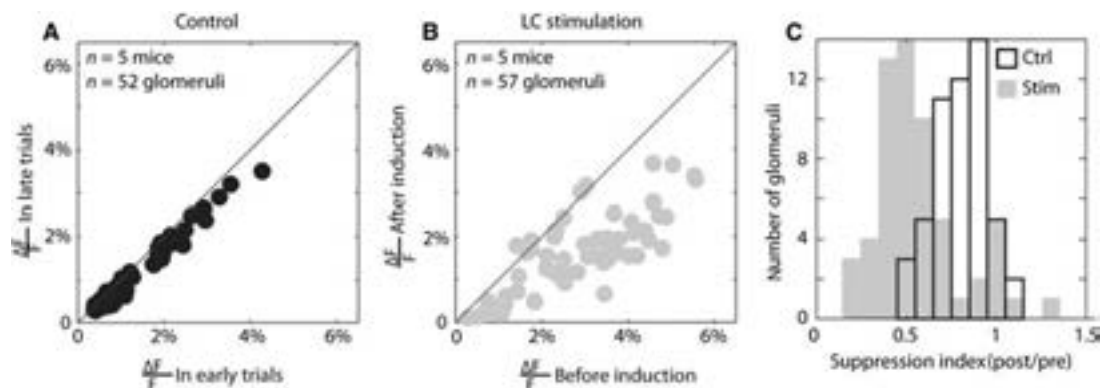 A
Control
n = 5 mice
n = 52 glomeruli
6%
4%
2%
0
2%
4%
6%
ΔF/F In late trials
ΔF/F In early trials
B
LC stimulation
n = 5 mice
n = 57 glomeruli
6%
4%
2%
0
2%
4%
6%
ΔF/F After induction
ΔF/F Before induction
C
Ctrl
Stim
12
8
4
0
0
0.5
1
Number of glomeruli
Suppression index(post/pre)